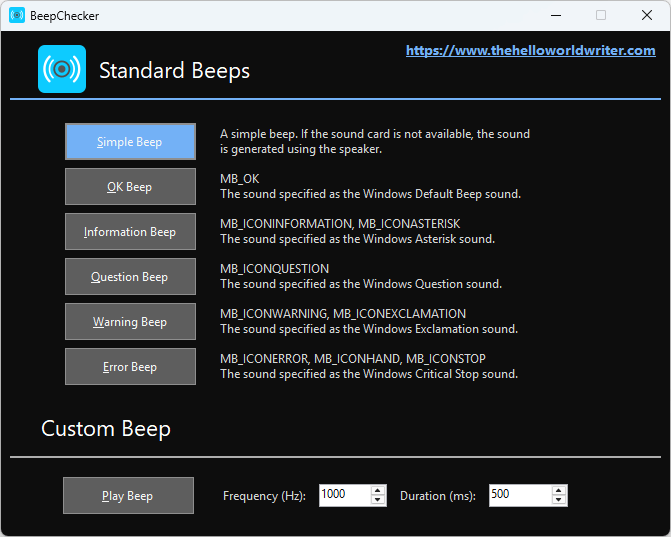 BeepChecker
https://www.thehelloworldwriter.com
Standard Beeps
Simple Beep
A simple beep. If the sound card is not available, the sound
is generated using the speaker.
OK Beep
MB_OK
The sound specified as the Windows Default Beep sound.
Information Beep
MB_ICONINFORMATION, MB_ICONASTERISK
The sound specified as the Windows Asterisk sound.
Question Beep
MB_ICONQUESTION
The sound specified as the Windows Question sound.
Warning Beep
MB_ICONWARNING, MB_ICONEXCLAMATION
The sound specified as the Windows Exclamation sound.
Error Beep
MB_ICONERROR, MB_ICONHAND, MB_ICONSTOP
The sound specified as the Windows Critical Stop sound.
Custom Beep
Play Beep
Frequency (Hz): 1000
Duration (ms): 500